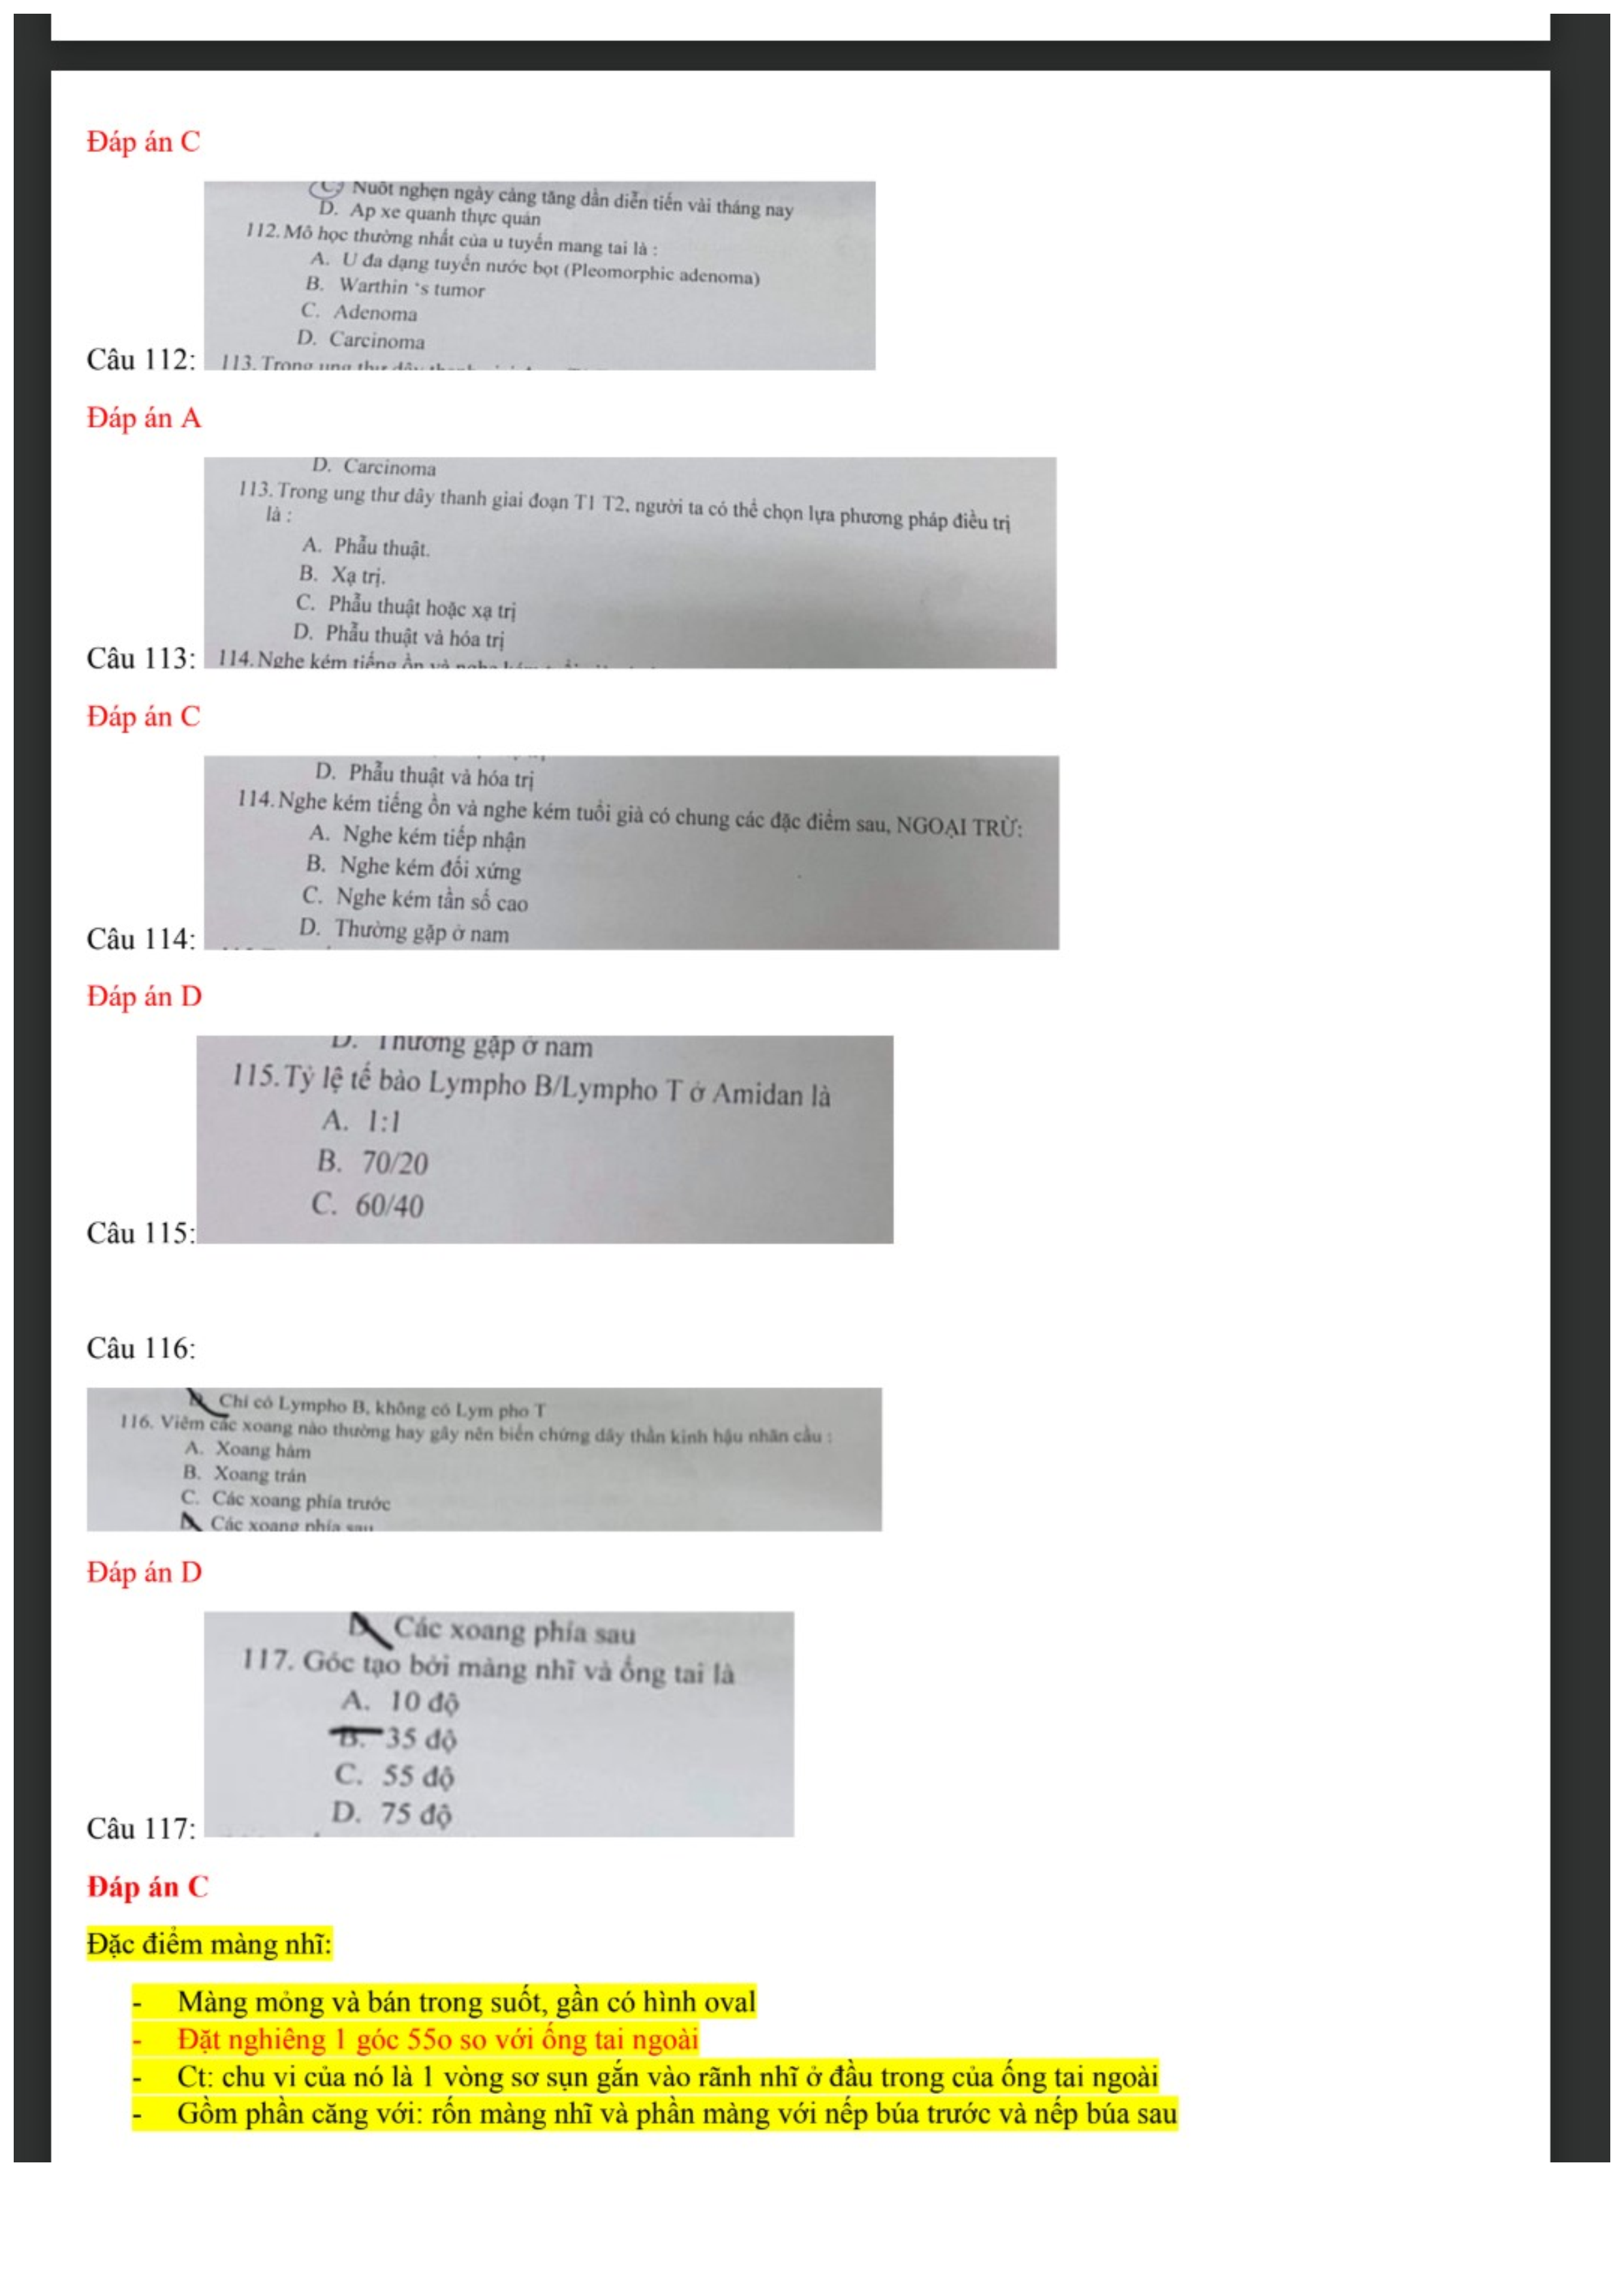 Đáp án C
C. Nuốt nghẹn ngày càng tăng dần diễn tiến vài tháng nay
D. Ap xe quanh thực quản
112. Mô học thường nhất của u tuyến mang tai là :
A. U đa dạng tuyến nước bọt (Pleomorphic adenoma)
B. Warthin 's tumor
C. Adenoma
D. Carcinoma
Câu 112: 113. Trong ung thư dây thanh
Đáp án A
D. Carcinoma
113. Trong ung thư dây thanh giai đoạn T1 T2, người ta có thể chọn lựa phương pháp điều trị
là :
A. Phẫu thuật.
B. Xạ trị.
C. Phẫu thuật hoặc xạ trị
D. Phẫu thuật và hóa trị
Câu 113: 114. Nghe kém tiếng ồn và nghe kém
Đáp án C
D. Phẫu thuật và hóa trị
114. Nghe kém tiếng ồn và nghe kém tuổi già có chung các đặc điểm sau, NGOẠI TRỪ:
A. Nghe kém tiếp nhận
B. Nghe kém đối xứng
C. Nghe kém tần số cao
D. Thường gặp ở nam
Câu 114:
Đáp án D
D. Thường gặp ở nam
115. Tỷ lệ tế bào Lympho B/Lympho T ở Amidan là
A. 1:1
B. 70/20
C. 60/40
Câu 115:
Câu 116:
D. Chỉ có Lympho B, không có Lym pho T
116. Viêm các xoang nào thường hay gây nên biến chứng dây thần kinh hậu nhãn cầu :
A. Xoang hàm
B. Xoang trán
C. Các xoang phía trước
D. Các xoang phía sau
Đáp án D
D. Các xoang phía sau
117. Góc tạo bởi màng nhĩ và ống tai là
A. 10 độ
B. 35 độ
C. 55 độ
D. 75 độ
Câu 117:
Đáp án C
Đặc điểm màng nhĩ:
- Màng mỏng và bán trong suốt, gần có hình oval
- Đặt nghiêng 1 góc 55o so với ống tai ngoài
- Ct: chu vi của nó là 1 vòng sơ sụn gắn vào rãnh nhĩ ở đầu trong của ống tai ngoài
- Gồm phần căng với: rốn màng nhĩ và phần màng với nếp búa trước và nếp búa sau